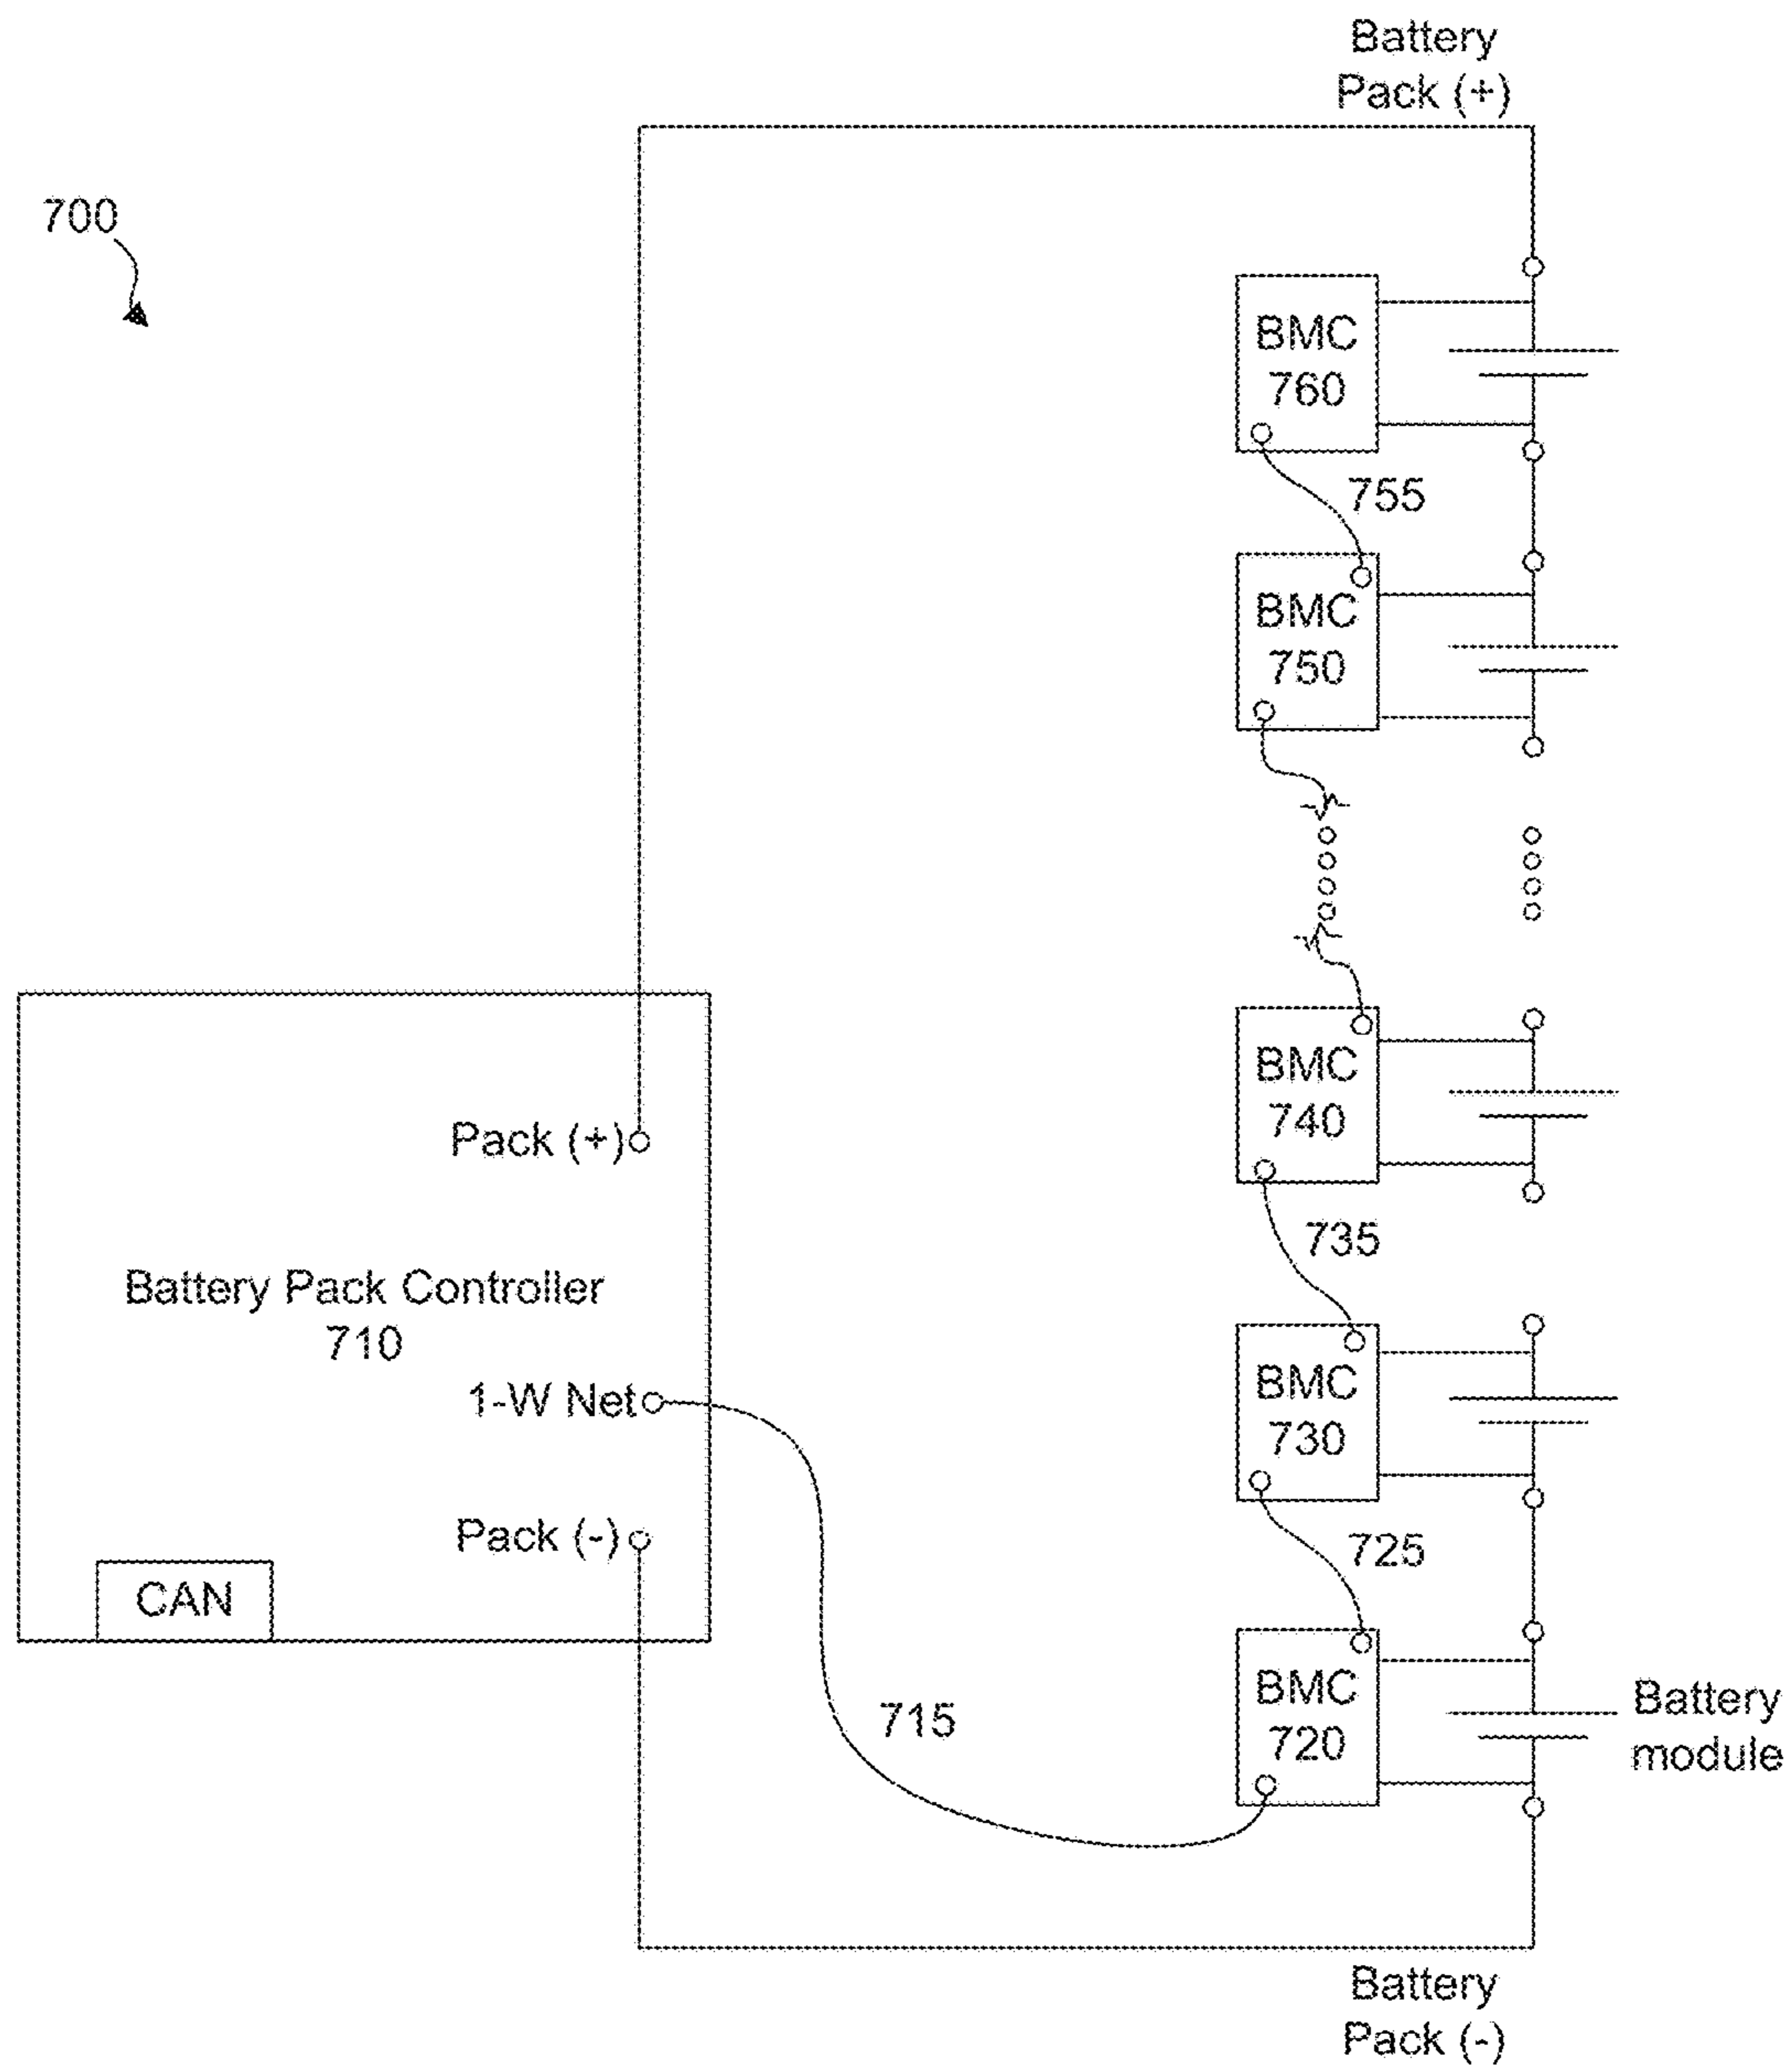 Battery
Pack (+)
700
BMC
760
755
BMC
750
BMC
740
Pack (+)
735
Battery Pack Controller
710
BMC
730
1-W Net
Pack (-)
725
CAN
BMC
720
Battery
module
715
Battery
Pack (-)